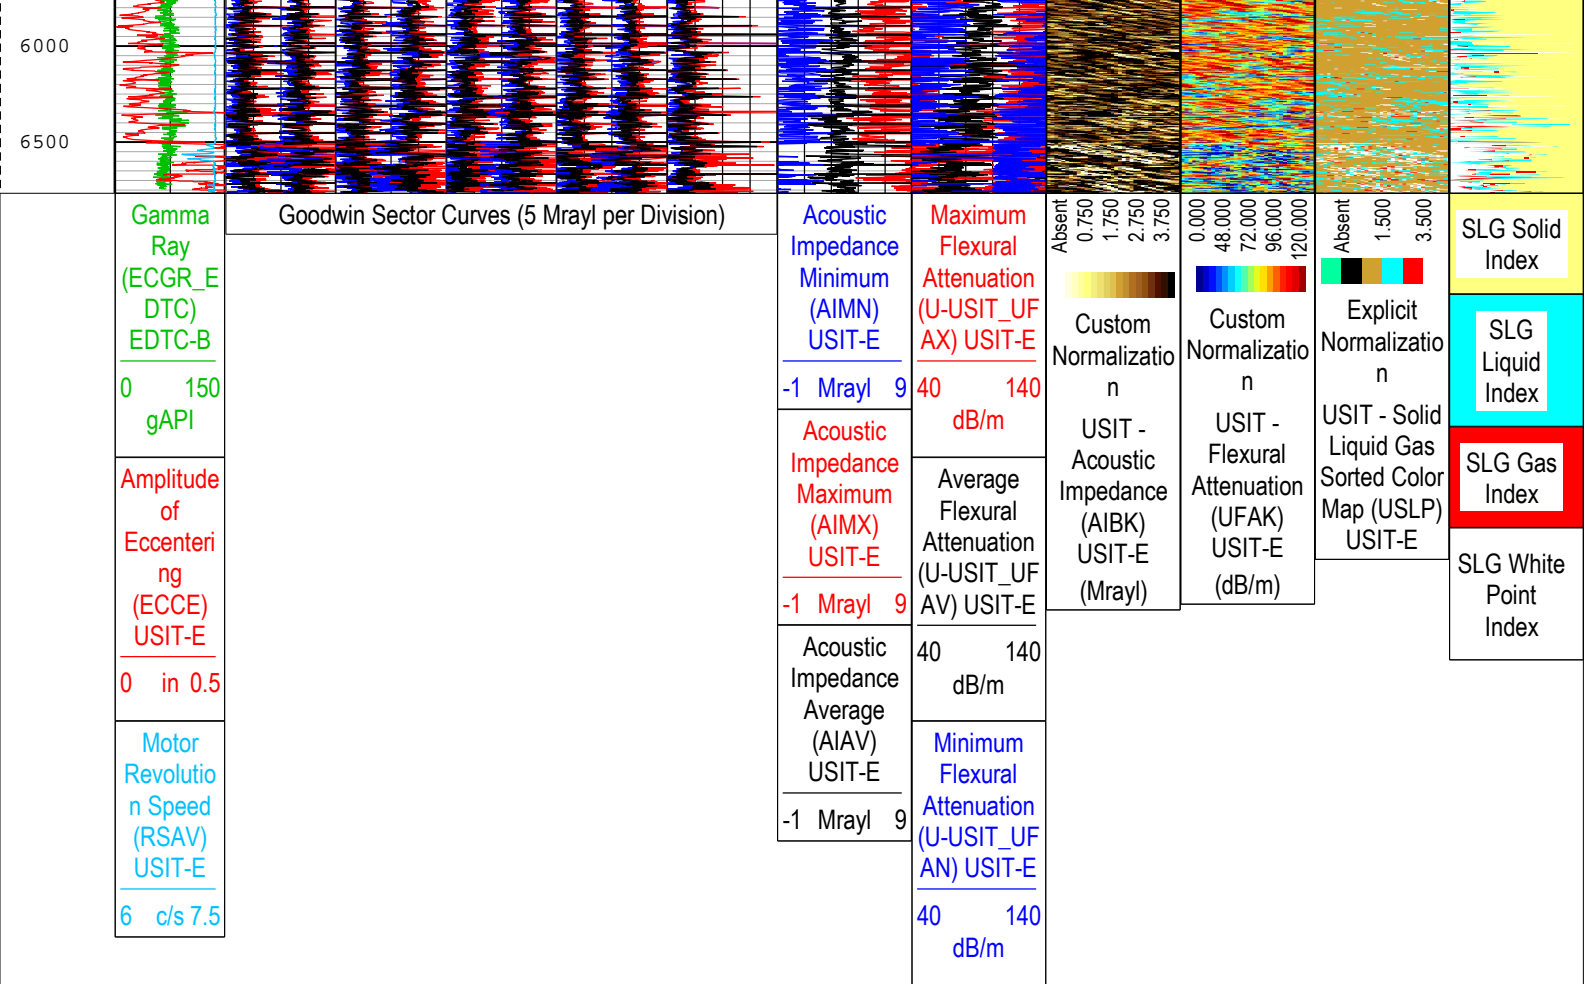 6000
6500
Gamma
Ray
(ECGR_E
DTC)
EDTC-B
0 150
gAPI
Amplitude
of
Eccenteri
ng
(ECCE)
USIT-E
0 in 0.5
Motor
Revolutio
n Speed
(RSAV)
USIT-E
6 c/s 7.5
Goodwin Sector Curves (5 Mrayl per Division)
Acoustic
Impedance
Minimum
(AIMN)
USIT-E
-1 Mrayl 9
Acoustic
Impedance
Maximum
(AIMX)
USIT-E
-1 Mrayl 9
Acoustic
Impedance
Average
(AIAV)
USIT-E
-1 Mrayl 9
Maximum
Flexural
Attenuation
(U-USIT_UF
AX) USIT-E
40 140
dB/m
Average
Flexural
Attenuation
(U-USIT_UF
AV) USIT-E
40 140
dB/m
Minimum
Flexural
Attenuation
(U-USIT_UF
AN) USIT-E
40 140
dB/m
Absent
0.750
1.750
2.750
3.750
Custom
Normalizatio
n
USIT -
Acoustic
Impedance
(AIBK)
USIT-E
(Mrayl)
0.000
48.000
72.000
96.000
120.000
Custom
Normalizatio
n
USIT -
Flexural
Attenuation
(UFAK)
USIT-E
(dB/m)
Absent
1.500
3.500
Explicit
Normalizatio
n
USIT - Solid
Liquid Gas
Sorted Color
Map (USLP)
USIT-E
SLG Solid
Index
SLG
Liquid
Index
SLG Gas
Index
SLG White
Point
Index